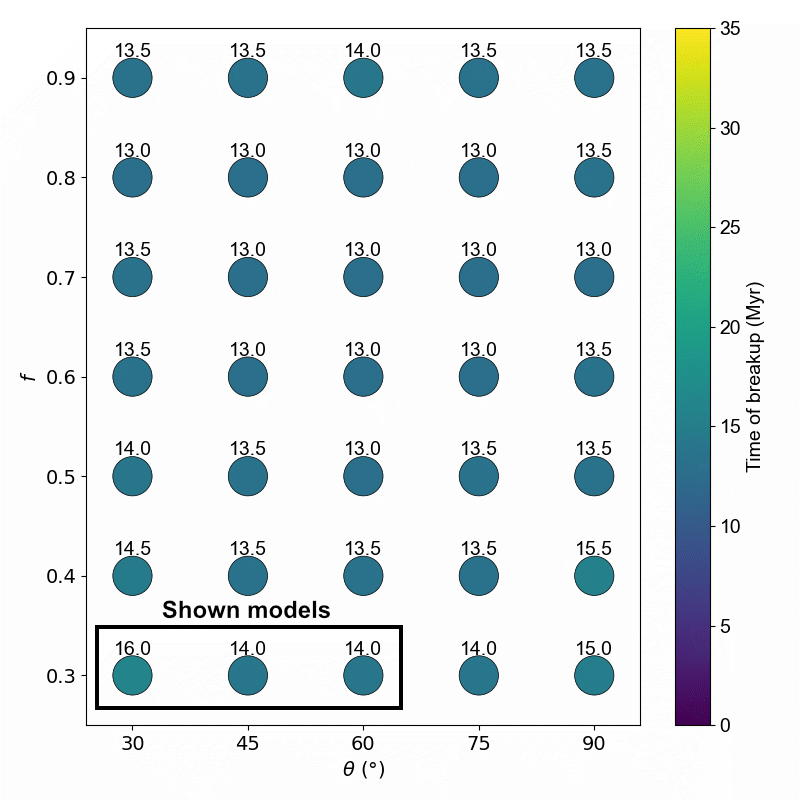 13.5 13.5 14.0 13.5 13.5
0.9
13.0 13.0 13.0 13.0 13.5
0.8
13.5 13.0 13.0 13.0 13.0
0.7
13.5 13.0 13.0 13.0 13.5
0.6
14.0 13.5 13.0 13.5 13.5
0.5
14.5 13.5 13.5 13.5 15.5
0.4
Shown models
16.0 14.0 14.0 14.0 15.0
0.3
30 45 60 75 90
θ (°)
f
35
30
25
20
15
10
5
0
Time of breakup (Myr)